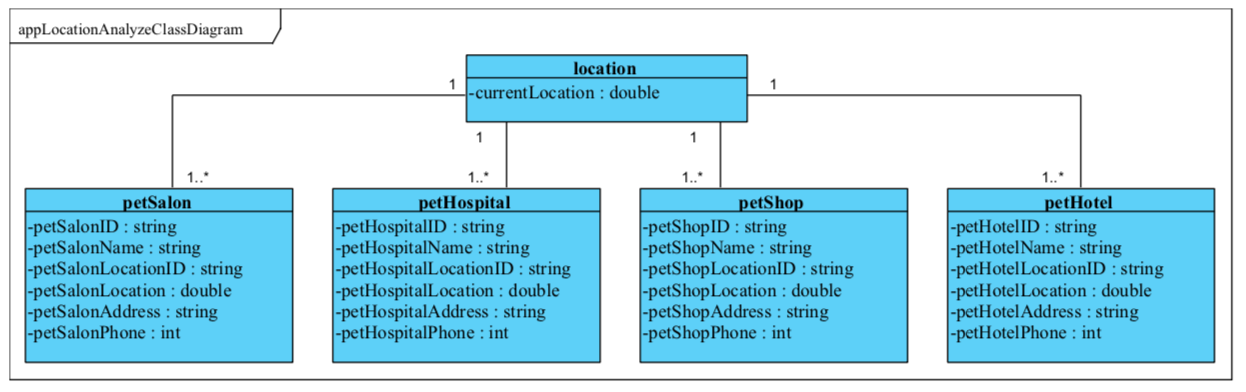 appLocationAnalyzeClassDiagram
location
-currentLocation : double
1
1
1
1
1..*
1..*
1..*
1..*
petSalon
-petSalonID : string
-petSalonName : string
-petSalonLocationID : string
-petSalonLocation : double
-petSalonAddress : string
-petSalonPhone : int
petHospital
-petHospitalID : string
-petHospitalName : string
-petHospitalLocationID : string
-petHospitalLocation : double
-petHospitalAddress : string
-petHospitalPhone : int
petShop
-petShopID : string
-petShopName : string
-petShopLocationID : string
-petShopLocation : double
-petShopAddress : string
-petShopPhone : int
petHotel
-petHotelID : string
-petHotelName : string
-petHotelLocationID : string
-petHotelLocation : double
-petHotelAddress : string
-petHotelPhone : int